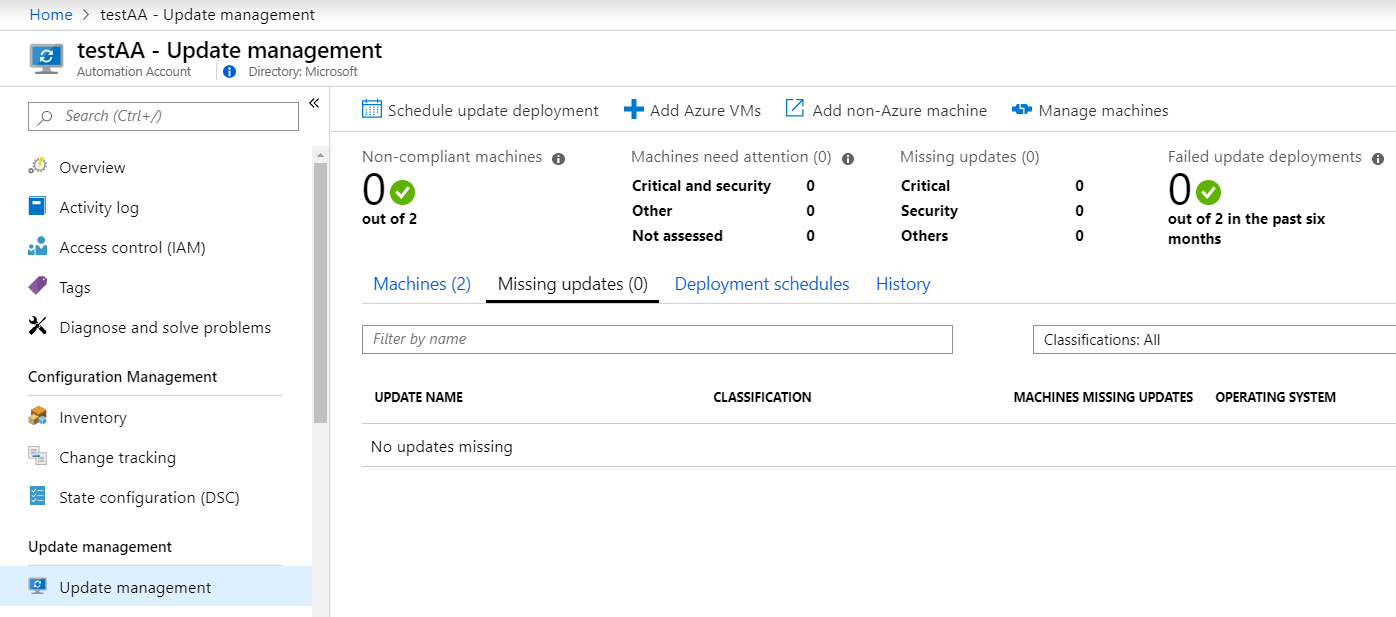 Home > testAA - Update management
testAA - Update management
Automation Account
Directory: Microsoft
Search (Ctrl+/)
«
Overview
Activity log
Access control (IAM)
Tags
Diagnose and solve problems
Configuration Management
Inventory
Change tracking
State configuration (DSC)
Update management
Update management
Schedule update deployment
Add Azure VMs
Add non-Azure machine
Manage machines
Non-compliant machines
0
out of 2
Machines need attention (0)
Critical and security 0
Other 0
Not assessed 0
Missing updates (0)
Critical 0
Security 0
Others 0
Failed update deployments
0
out of 2 in the past six
months
Machines (2)
Missing updates (0)
Deployment schedules
History
Filter by name
Classifications: All
UPDATE NAME
CLASSIFICATION
MACHINES MISSING UPDATES
OPERATING SYSTEM
No updates missing